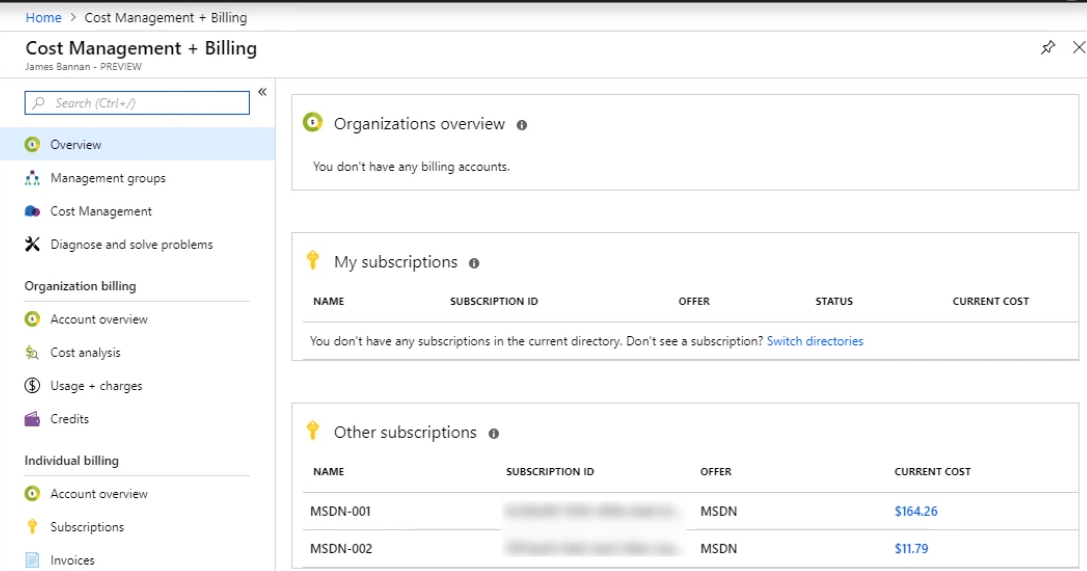 Home > Cost Management + Billing
Cost Management + Billing
James Bannan - PREVIEW
Search (Ctrl+/)
«
Overview
Management groups
Cost Management
Diagnose and solve problems
Organization billing
Account overview
Cost analysis
Usage + charges
Credits
Individual billing
Account overview
Subscriptions
Invoices
Organizations overview
You don't have any billing accounts.
My subscriptions
NAME SUBSCRIPTION ID OFFER STATUS CURRENT COST
You don't have any subscriptions in the current directory. Don't see a subscription? Switch directories
Other subscriptions
NAME SUBSCRIPTION ID OFFER CURRENT COST
MSDN-001 MSDN $164.26
MSDN-002 MSDN $11.79